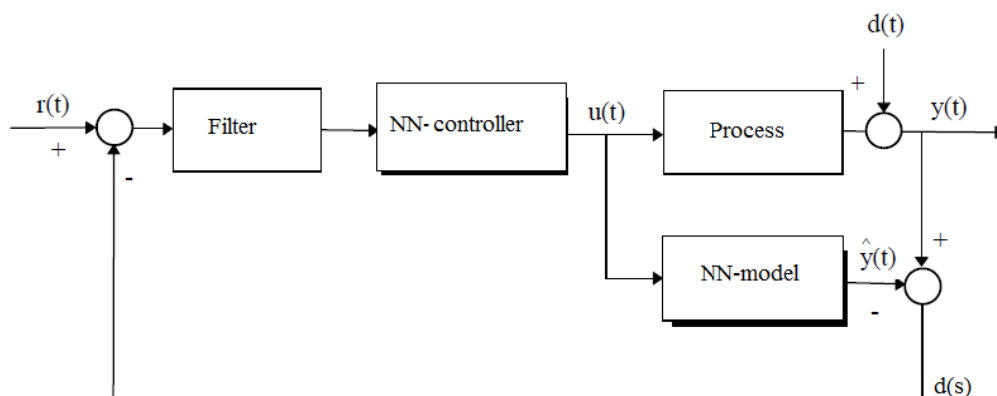 d(t)
r(t)
+
-
Filter
NN- controller
u(t)
Process
+
y(t)
NN-model
ŷ(t)
+
-
d(s)